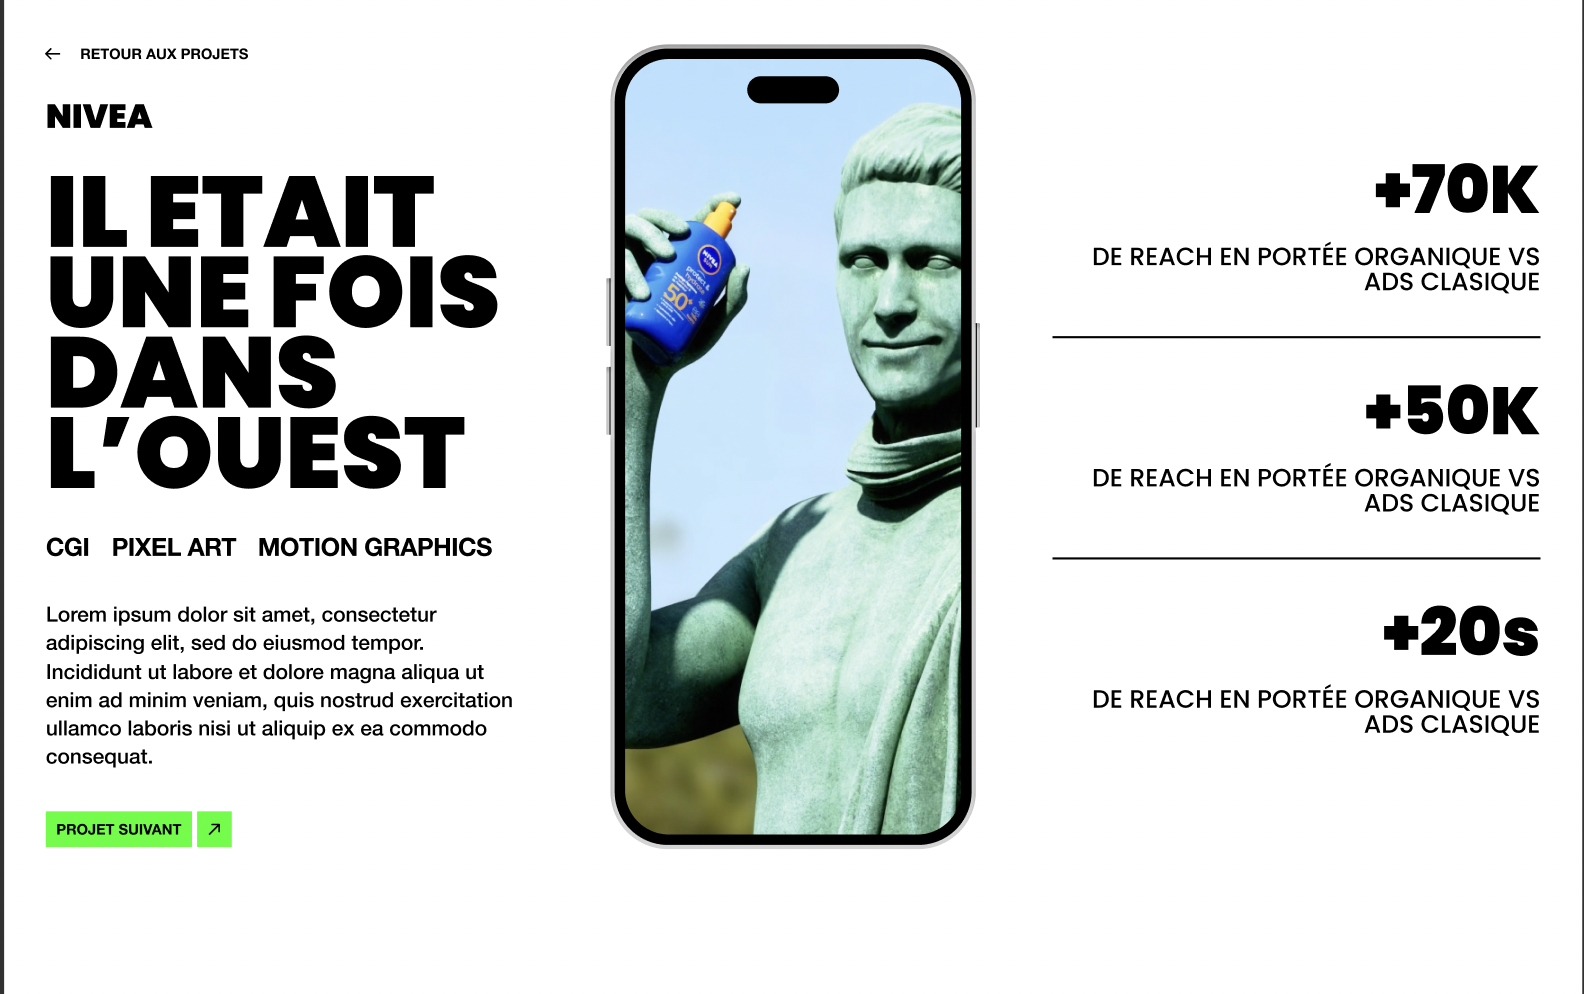 ← RETOUR AUX PROJETS
NIVEA
IL ETAIT
UNE FOIS
DANS
L’OUEST
CGI PIXEL ART MOTION GRAPHICS
Lorem ipsum dolor sit amet, consectetur
adipiscing elit, sed do eiusmod tempor.
Incididunt ut labore et dolore magna aliqua ut
enim ad minim veniam, quis nostrud exercitation
ullamco laboris nisi ut aliquip ex ea commodo
consequat.
PROJET SUIVANT ↗
NIVEA
SUN
protect &
hydrate
50+
+70K
DE REACH EN PORTÉE ORGANIQUE VS
ADS CLASIQUE
+50K
DE REACH EN PORTÉE ORGANIQUE VS
ADS CLASIQUE
+20s
DE REACH EN PORTÉE ORGANIQUE VS
ADS CLASIQUE